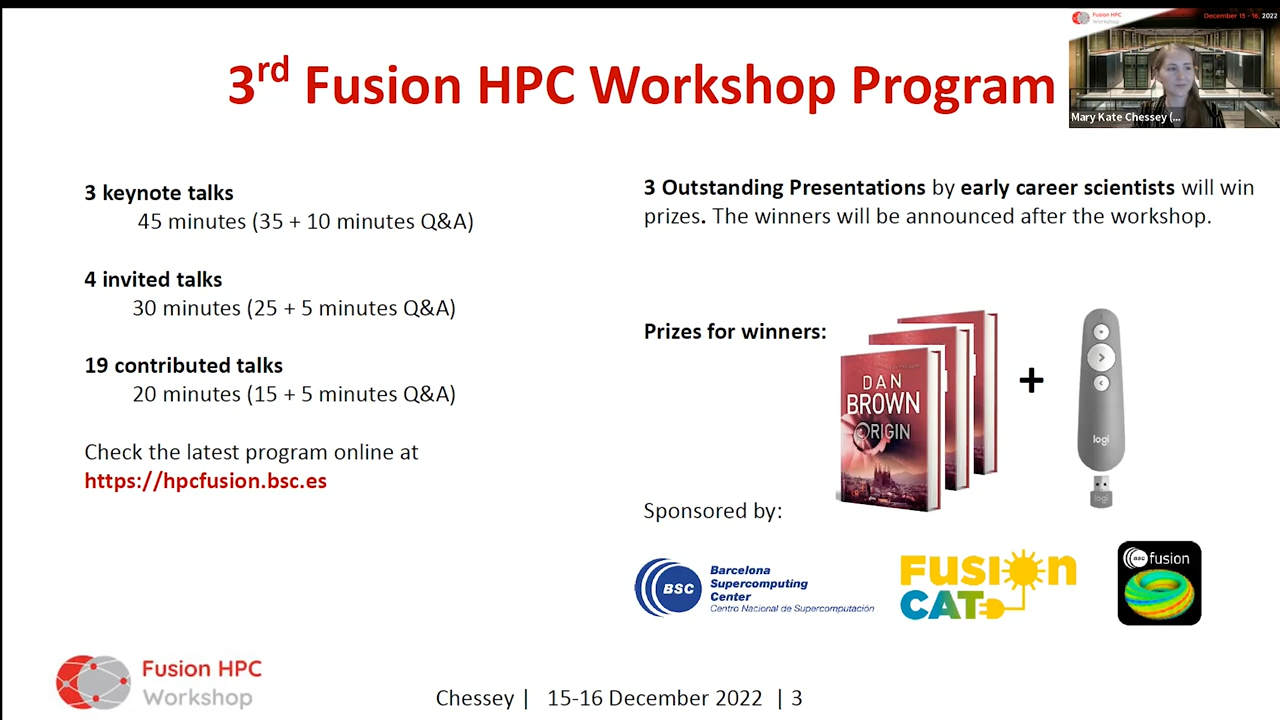 Fusion HPC
Workshop
December 15 - 16, 2022
3rd Fusion HPC Workshop Program
Mary Kate Chessey (...
3 keynote talks
45 minutes (35 + 10 minutes Q&A)
4 invited talks
30 minutes (25 + 5 minutes Q&A)
19 contributed talks
20 minutes (15 + 5 minutes Q&A)
Check the latest program online at
https://hpcfusion.bsc.es
3 Outstanding Presentations by early career scientists will win
prizes. The winners will be announced after the workshop.
Prizes for winners:
DAN
BROWN
ORIGIN
+
logi
logi
Sponsored by:
BSC
Barcelona
Supercomputing
Center
Centro Nacional de Supercomputación
FUSION
CAT
BSC fusion
Fusion HPC
Workshop
Chessey | 15-16 December 2022 | 3